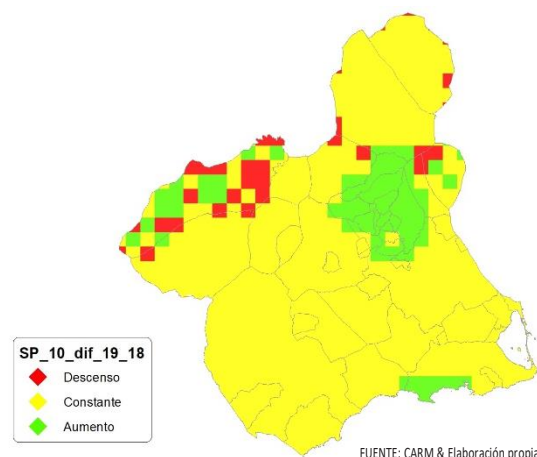 SP_10_dif_19_18
Descenso
Constante
Aumento
FUENTE: CARM & Elaboración propia